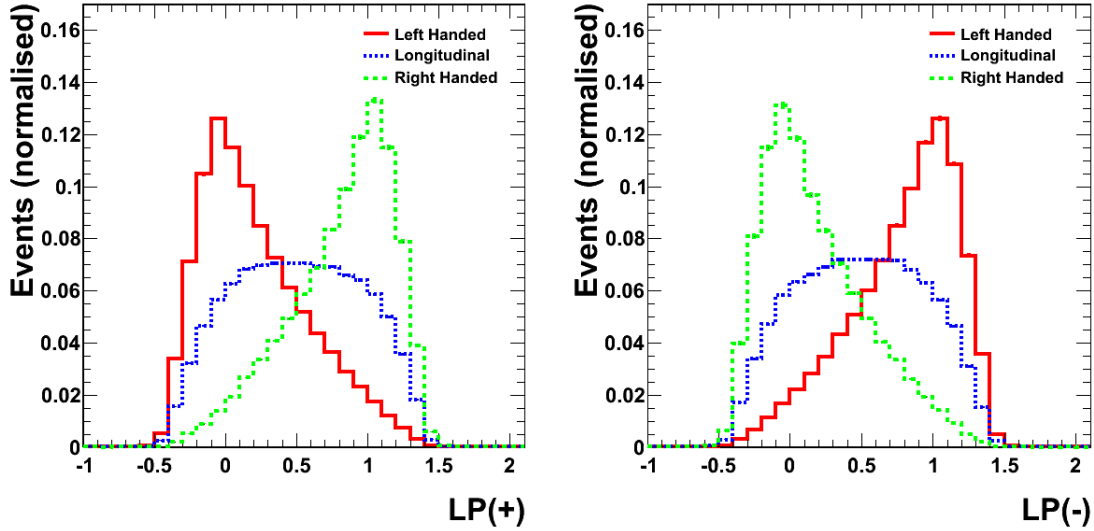 Events (normalised)
0.16
0.14
0.12
0.1
0.08
0.06
0.04
0.02
0
Left Handed
Longitudinal
Right Handed
-1 -0.5 0 0.5 1 1.5 2
LP(+)
Events (normalised)
0.16
0.14
0.12
0.1
0.08
0.06
0.04
0.02
0
Left Handed
Longitudinal
Right Handed
-1 -0.5 0 0.5 1 1.5 2
LP(-)